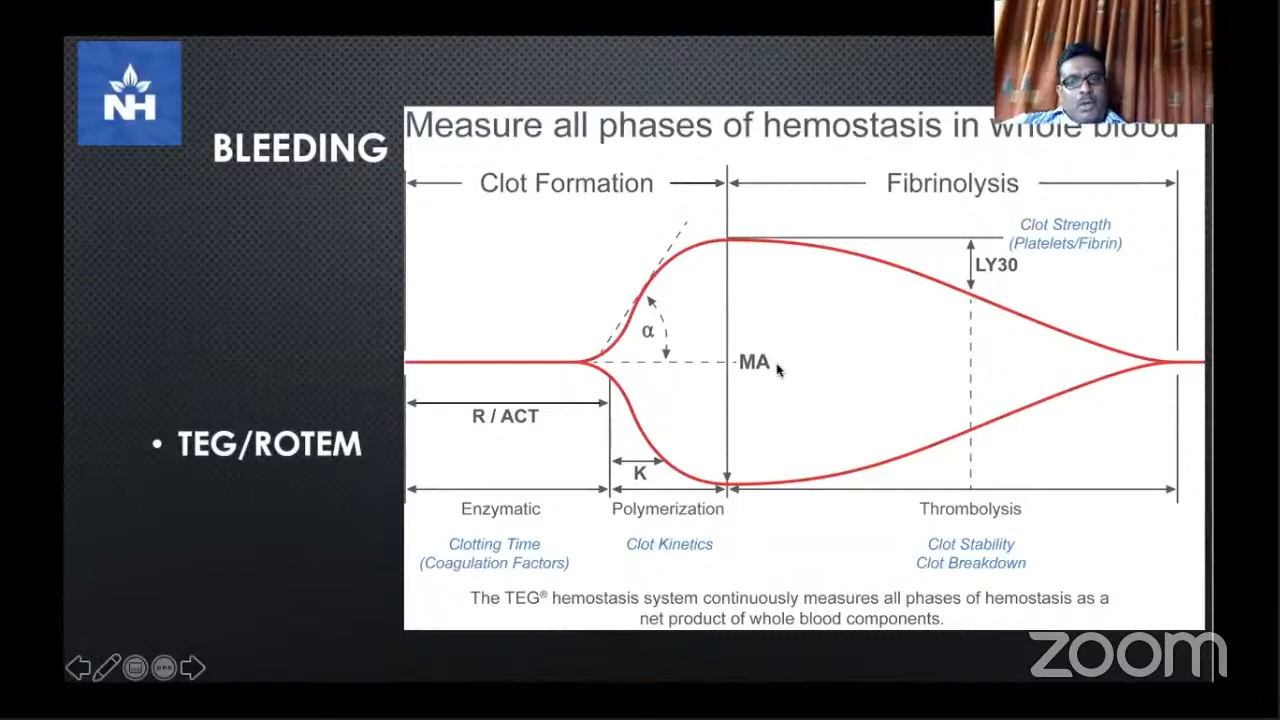 NH
BLEEDING
Measure all phases of hemostasis in whole blood
Clot Formation
Fibrinolysis
Clot Strength
(Platelets/Fibrin)
LY30
α
MA
R / ACT
K
• TEG/ROTEM
Enzymatic
Polymerization
Thrombolysis
Clotting Time
(Coagulation Factors)
Clot Kinetics
Clot Stability
Clot Breakdown
The TEG® hemostasis system continuously measures all phases of hemostasis as a
net product of whole blood components.
zoom